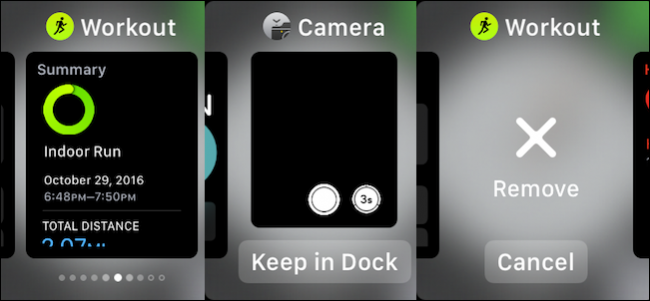 Workout
Summary
Indoor Run
October 29, 2016
6:48PM–7:50PM
TOTAL DISTANCE
Camera
3s
Keep in Dock
Workout
Remove
Cancel